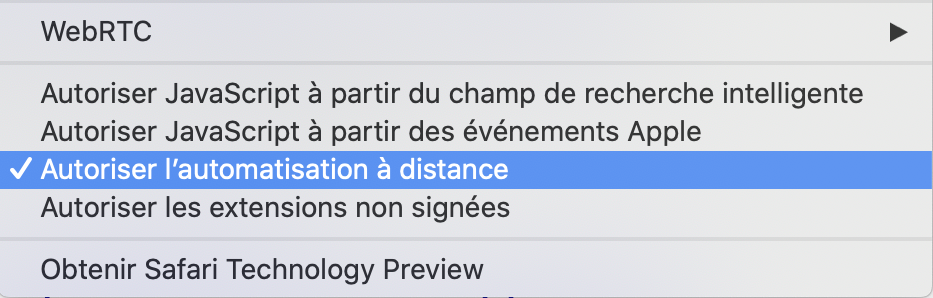 WebRTC
Autoriser JavaScript à partir du champ de recherche intelligente
Autoriser JavaScript à partir des événements Apple
Autoriser l’automatisation à distance
Autoriser les extensions non signées
Obtenir Safari Technology Preview